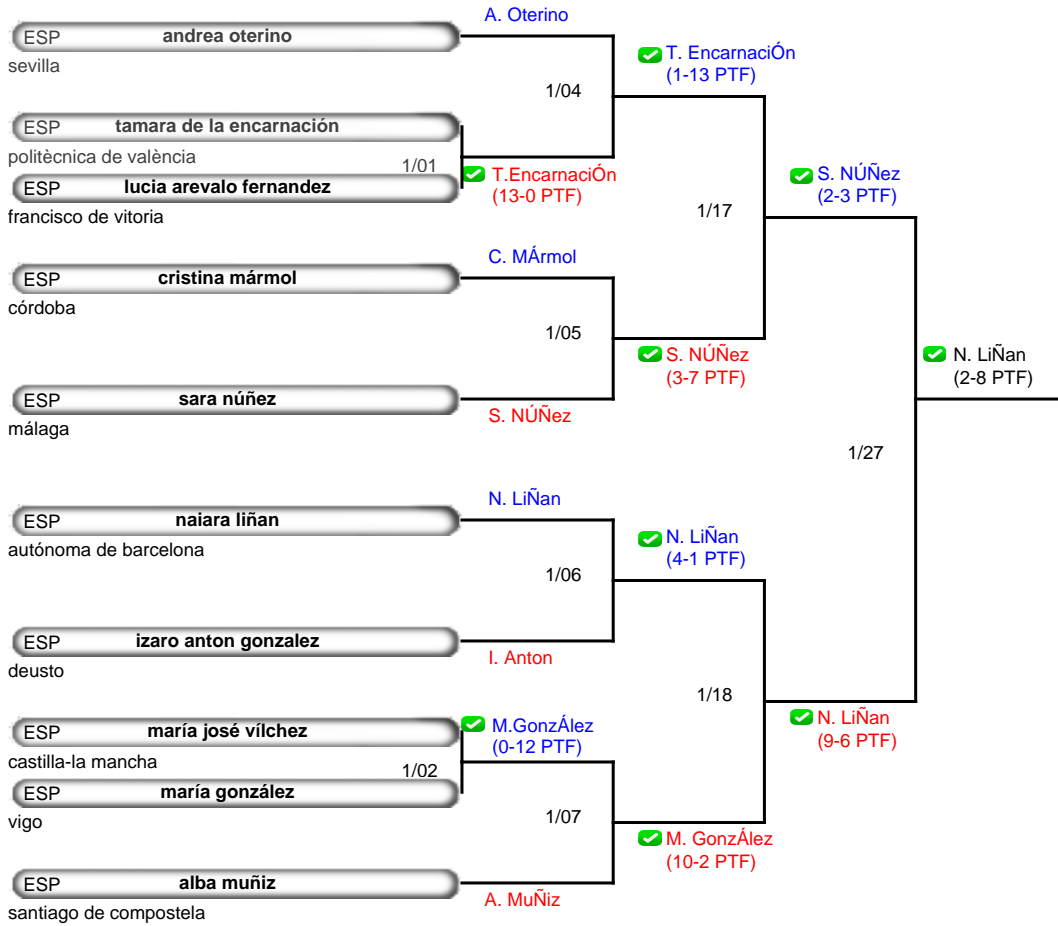 A. Oterino
ESP andrea oterino
sevilla
T. EncarnaciÓn
(1-13 PTF)
1/04
ESP tamara de la encarnación
politècnica de valència
1/01
T.EncarnaciÓn
(13-0 PTF)
ESP lucia arevalo fernandez
francisco de vitoria
S. NÚÑez
(2-3 PTF)
1/17
C. MÁrmol
ESP cristina mármol
córdoba
1/05
S. NÚÑez
(3-7 PTF)
N. LiÑan
(2-8 PTF)
ESP sara núñez
málaga
S. NÚÑez
1/27
N. LiÑan
ESP naiara liñan
autónoma de barcelona
N. LiÑan
(4-1 PTF)
1/06
ESP izaro anton gonzalez
deusto
I. Anton
1/18
N. LiÑan
(9-6 PTF)
ESP maría josé vílchez
castilla-la mancha
M.GonzÁlez
(0-12 PTF)
1/02
ESP maría gonzález
vigo
1/07
M. GonzÁlez
(10-2 PTF)
ESP alba muñiz
santiago de compostela
A. MuÑiz